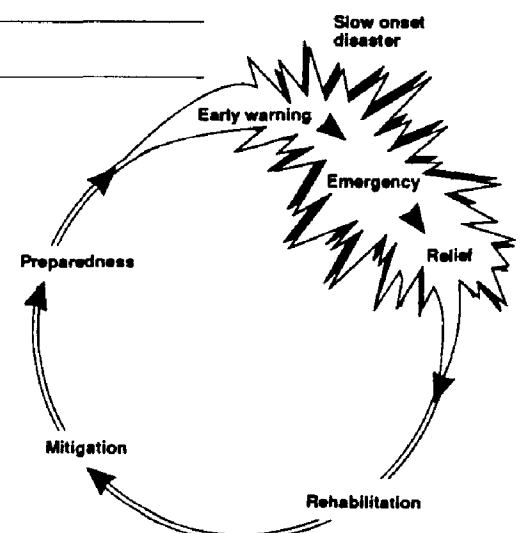 Slow onset
disaster
Early warning
Emergency
Relief
Preparedness
Mitigation
Rehabilitation